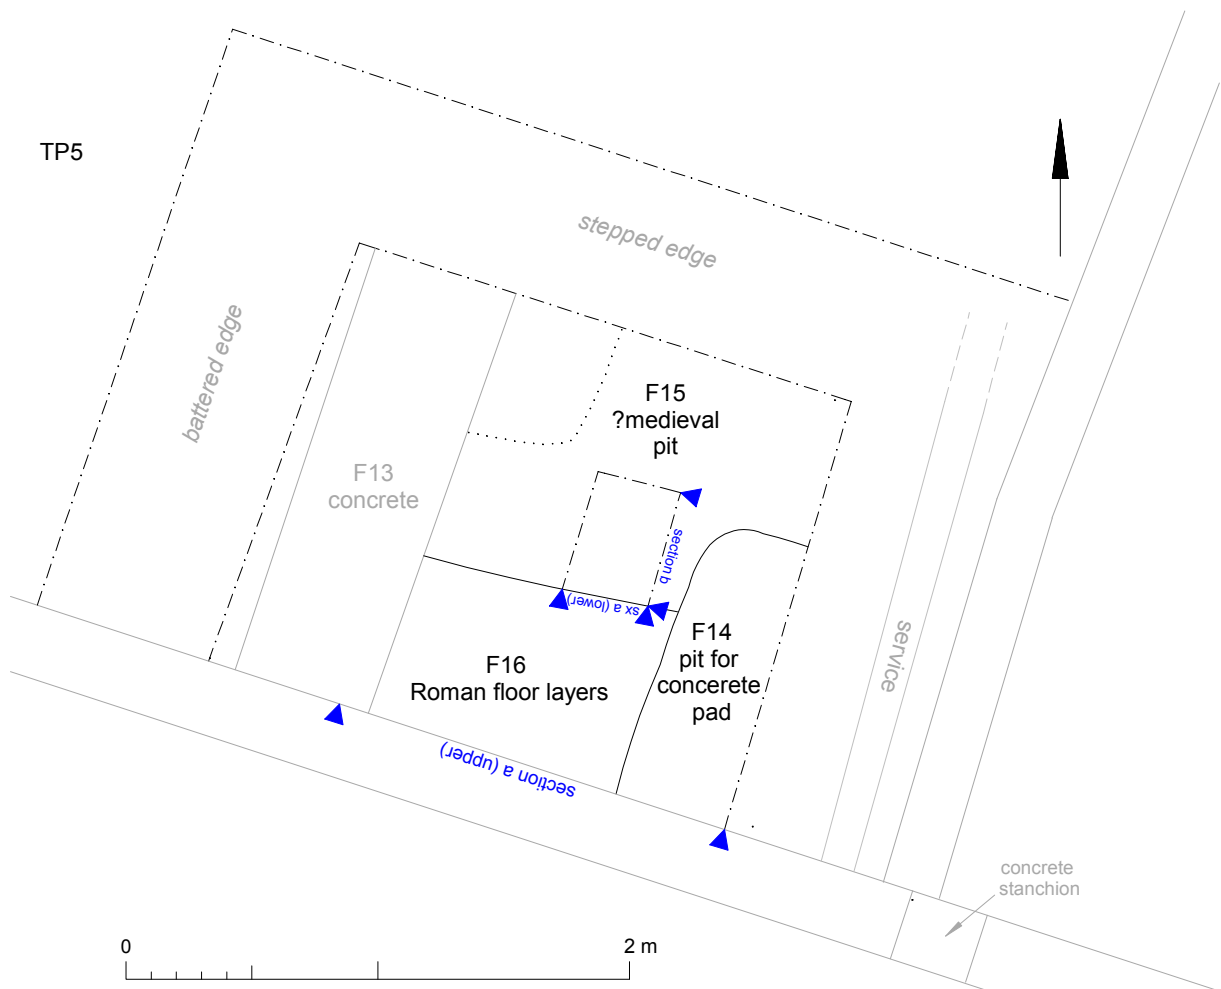 TP5
stepped edge
battered edge
F15
?medieval
pit
F13
concrete
section b
sx a (lower)
F14
pit for
concerete
pad
F16
Roman floor layers
service
section a (upper)
concrete
stanchion
0
2 m